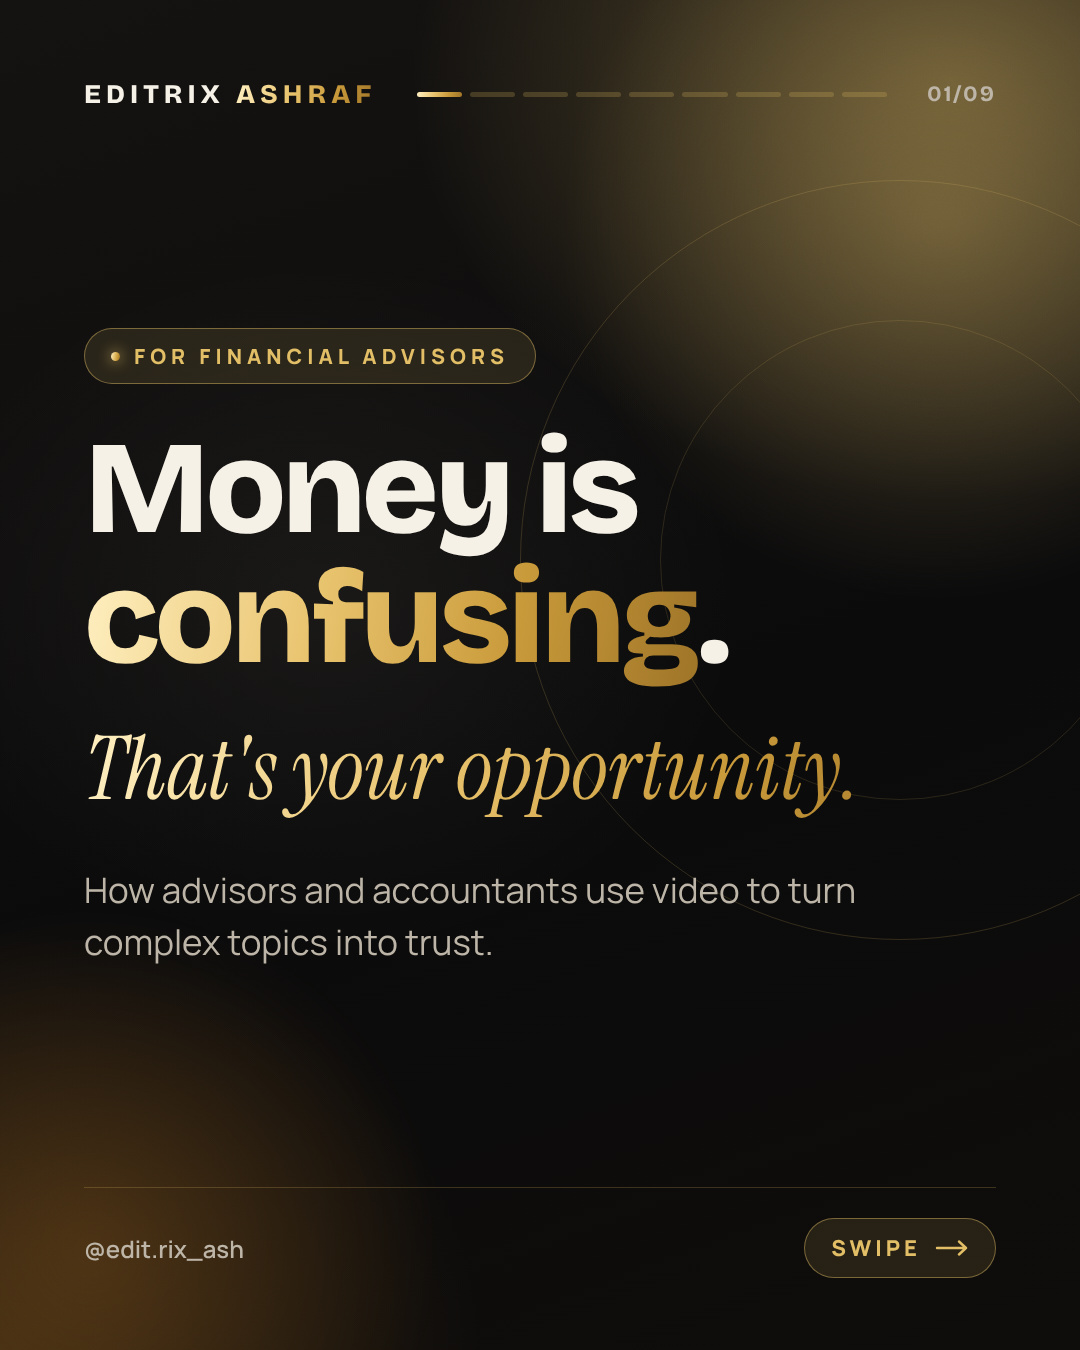 EDITRIX ASHRAF
01/09
FOR FINANCIAL ADVISORS
Money is
confusing.
That's your opportunity.
How advisors and accountants use video to turn
complex topics into trust.
@edit.rix_ash
SWIPE